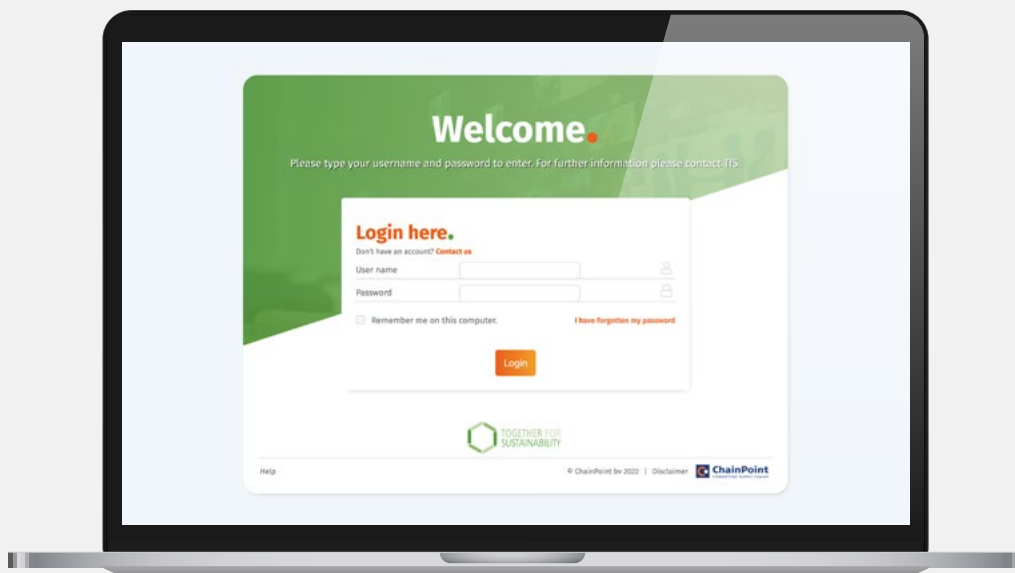 Welcome.
Please type your username and password to enter. For further information please contact TfS.
Login here.
Don't have an account? Contact us
User name
Password
Remember me on this computer. I have forgotten my password
Login
TOGETHER FOR
SUSTAINABILITY
Help © ChainPoint bv 2022 | Disclaimer ChainPoint